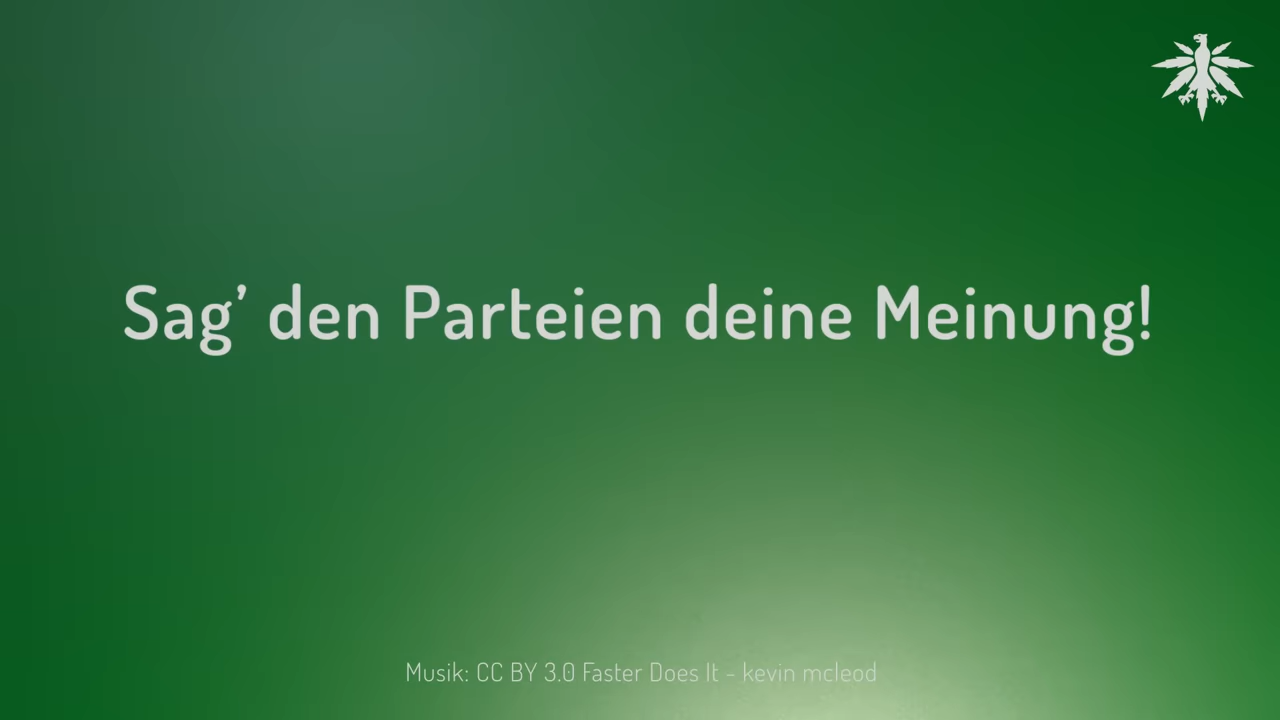 Sag’ den Parteien deine Meinung!
Musik: CC BY 3.0 Faster Does It - kevin mcleod